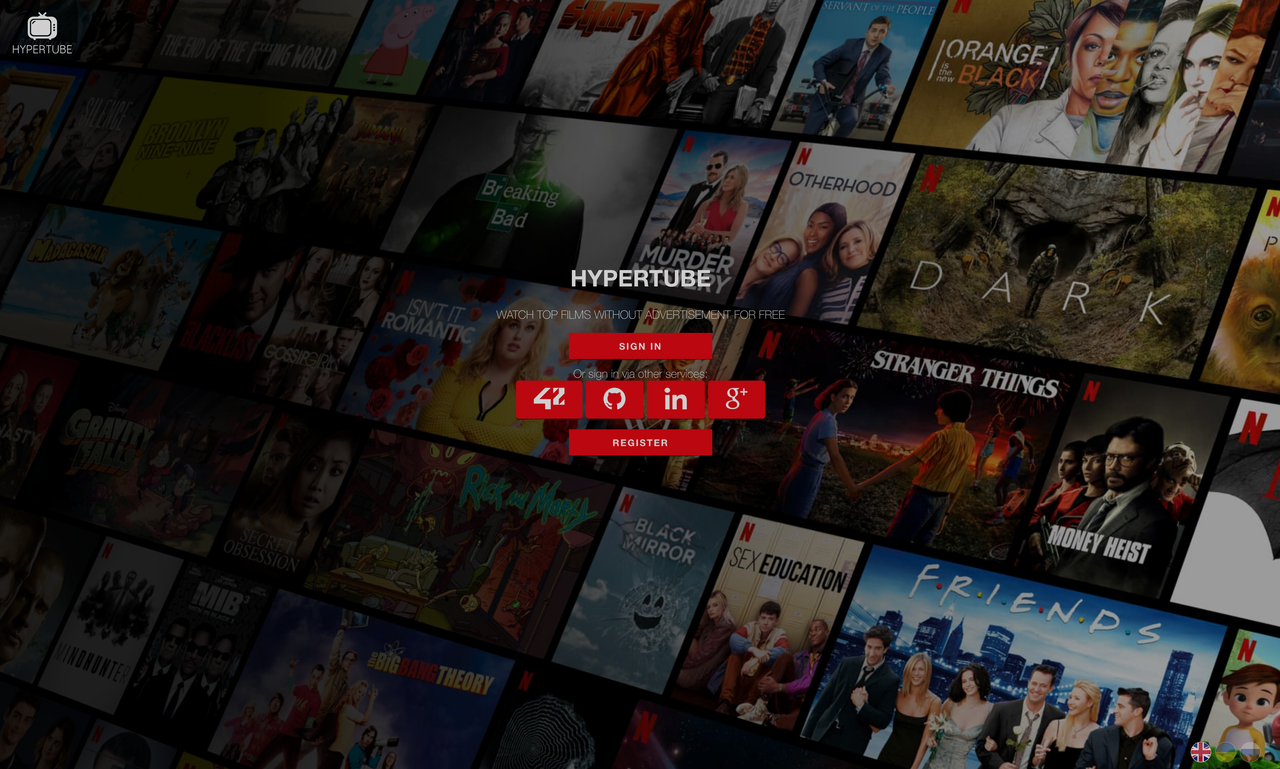 HYPERTUBE
THE END OF THE F***ING WORLD
SHAFT
SERVANT OF THE PEOPLE
ORANGE
is the new
BLACK
BROOKLYN
NINE-NINE
JUMANJI
Breaking
Bad
MURDER
OTHERHOOD
DARK
MADAGASCAR
BLACKLIST
GOSSIP GIRL
ISN'T IT
ROMANTIC
HYPERTUBE
WATCH TOP FILMS WITHOUT ADVERTISEMENT FOR FREE
SIGN IN
Or sign in via other services:
42
in
g+
REGISTER
STRANGER THINGS
MONEY HEIST
DISNEY
GRAVITY
FALLS
SECRET
OBSESSION
Rick and Morty
BLACK
MIRROR
SEX EDUCATION
F·R·I·E·N·D·S
MINDHUNTER
MIB
THE BIG BANG THEORY